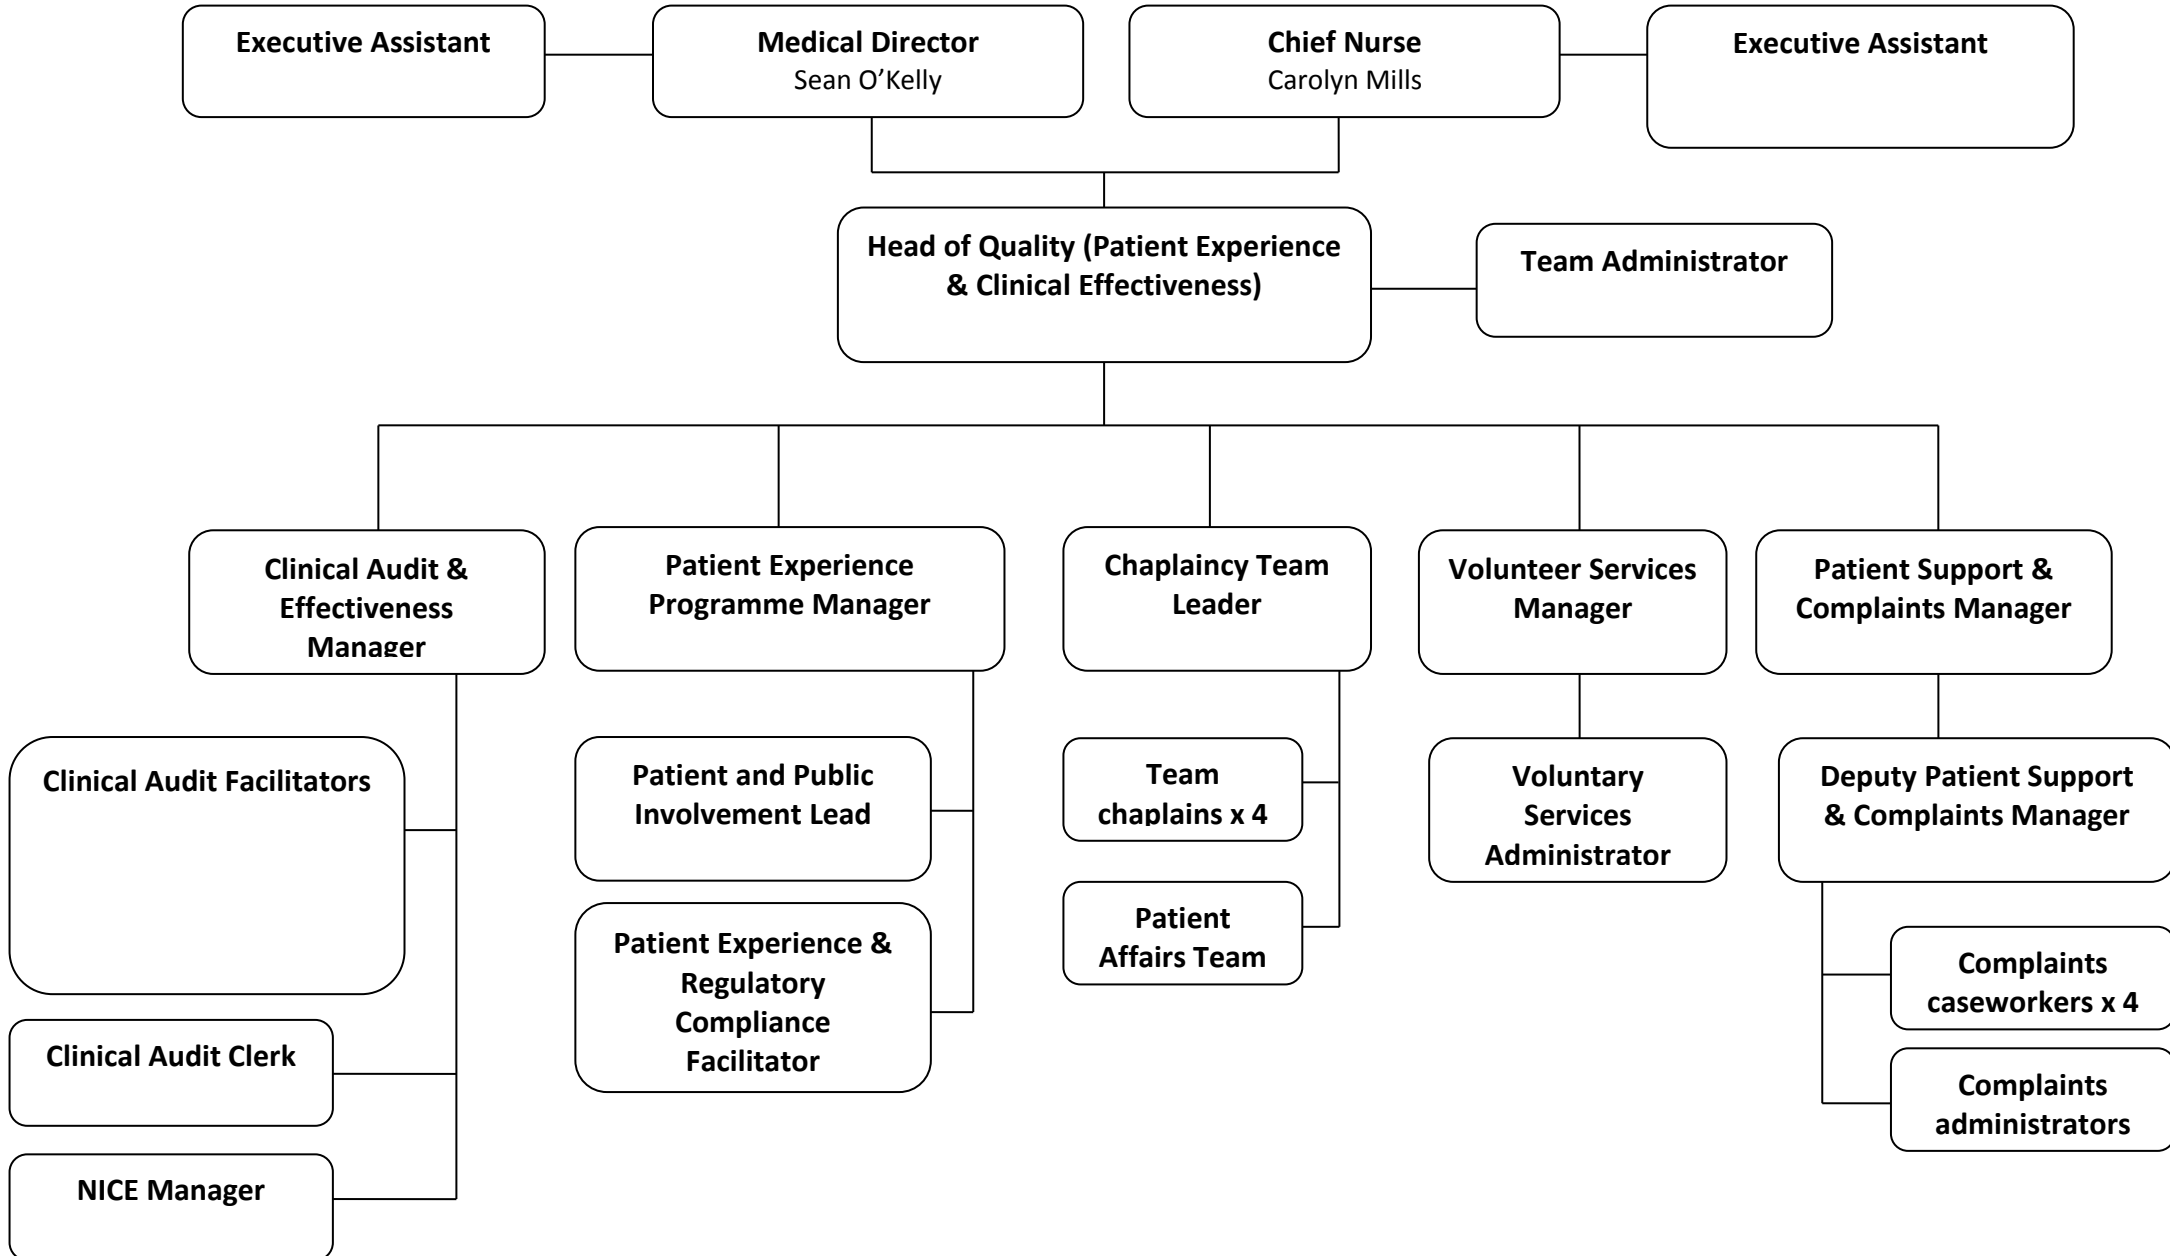 Executive Assistant
Medical Director
Sean O’Kelly
Chief Nurse
Carolyn Mills
Executive Assistant
Head of Quality (Patient Experience
& Clinical Effectiveness)
Team Administrator
Clinical Audit &
Effectiveness
Manager
Patient Experience
Programme Manager
Chaplaincy Team
Leader
Volunteer Services
Manager
Patient Support &
Complaints Manager
Clinical Audit Facilitators
Patient and Public
Involvement Lead
Team
chaplains x 4
Voluntary
Services
Administrator
Deputy Patient Support
& Complaints Manager
Patient Experience &
Regulatory
Compliance
Facilitator
Patient
Affairs Team
Complaints
caseworkers x 4
Clinical Audit Clerk
Complaints
administrators
NICE Manager